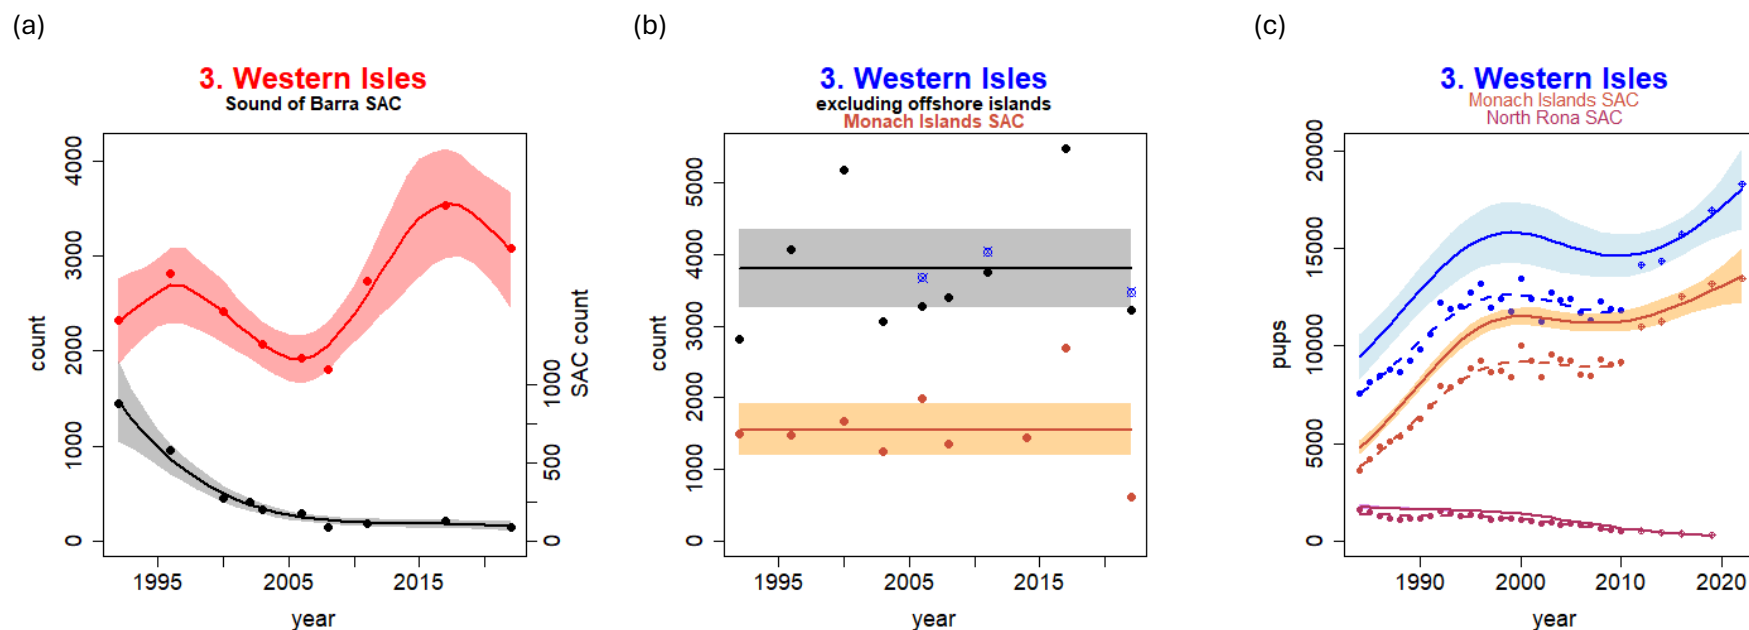 (a)
(b)
(c)
3. Western Isles
Sound of Barra SAC
4000
3000
2000
1000
0
count
1000
500
0
SAC count
1995
2005
2015
year
3. Western Isles
excluding offshore islands
Monach Islands SAC
5000
4000
3000
2000
1000
0
count
1995
2005
2015
year
3. Western Isles
Monach Islands SAC
North Rona SAC
20000
15000
10000
5000
0
pups
1990
2000
2010
2020
year